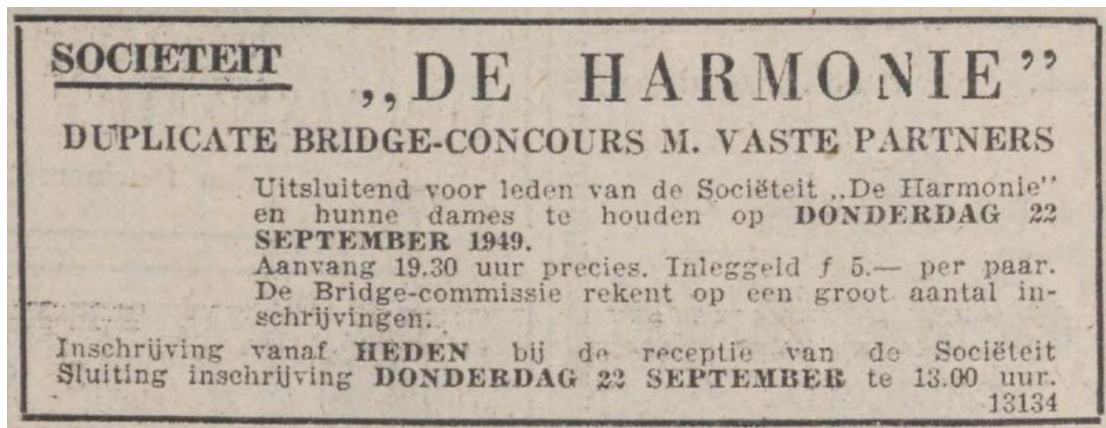 SOCIETEIT
„DE HARMONIE”
DUPLICATE BRIDGE-CONCOURS M. VASTE PARTNERS
Uitsluitend voor leden van de Sociëteit „De Harmonie”
en hunne dames te houden op DONDERDAG 22
SEPTEMBER 1949.
Aanvang 19.30 uur precies. Inleggeld f 5.— per paar.
De Bridge-commissie rekent op een groot aantal in-
schrijvingen.
Inschrijving vanaf HEDEN bij de receptie van de Sociëteit
Sluiting inschrijving DONDERDAG 22 SEPTEMBER te 13.00 uur.
13134